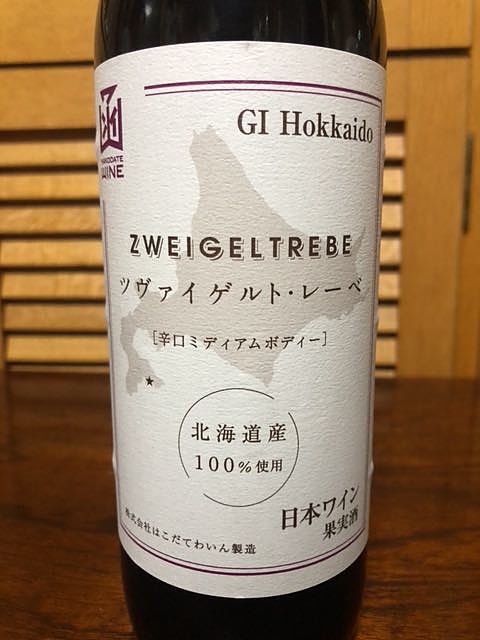 函
HAKODATE
WINE
GI Hokkaido
ZWEIGELTREBE
ツヴァイゲルト・レーベ
［辛口ミディアムボディー］
北海道産
100%使用
日本ワイン
果実酒
株式会社はこだてわいん製造